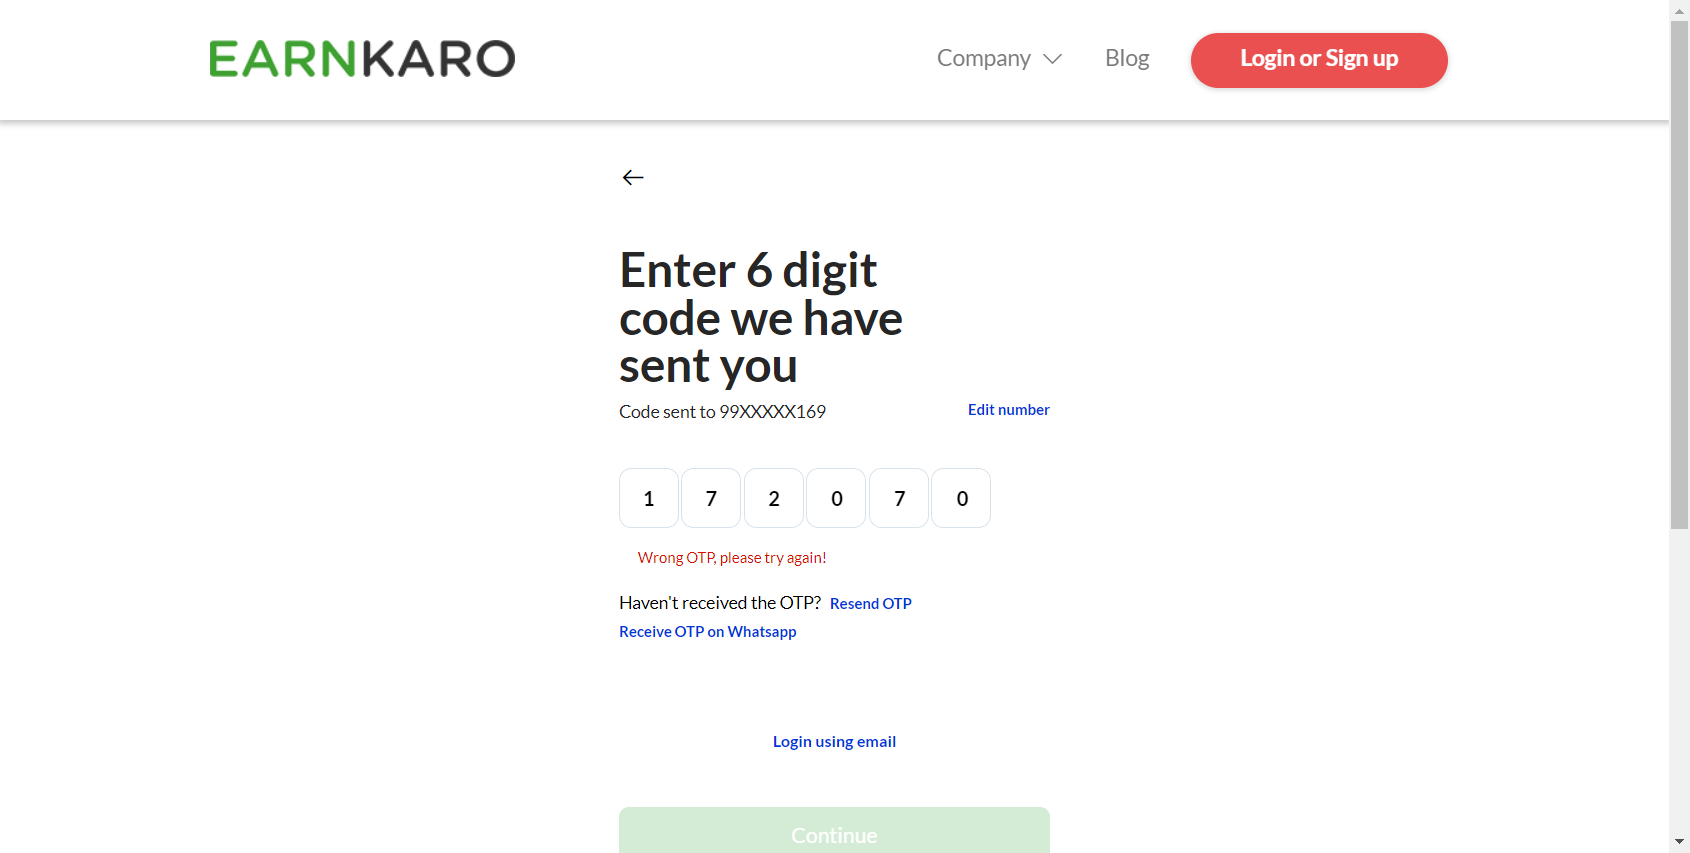 EARNKARO
Company
Blog
Login or Sign up
Enter 6 digit
code we have
sent you
Code sent to 99XXXXX169
Edit number
1 7 2 0 7 0
Wrong OTP, please try again!
Haven't received the OTP? Resend OTP
Receive OTP on Whatsapp
Login using email
Continue